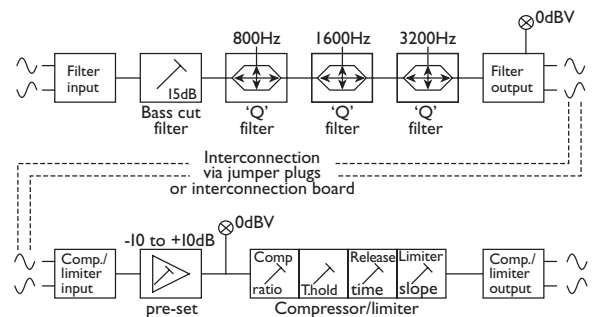 0dBV
800Hz
1600Hz
3200Hz
Filter
input
15dB
Filter
output
Bass cut
filter
‘Q’
filter
‘Q’
filter
‘Q’
filter
Interconnection
via jumper plugs
or interconnection board
-10 to +10dB
0dBV
Comp./
limiter
input
Comp
ratio
T.hold
Release
time
Limiter
slope
Comp./
limiter
output
pre-set
Compressor/limiter